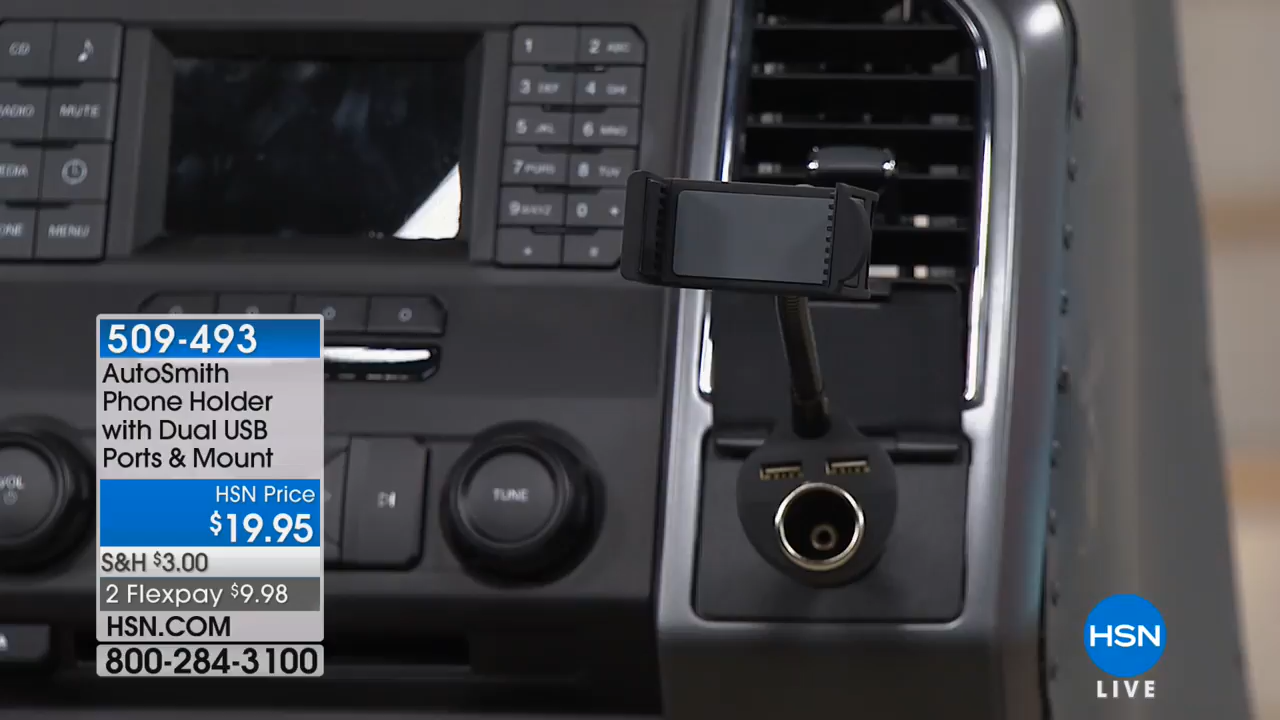 CD
1
2 ABC
3 DEF
4 GHI
RADIO MUTE
5 JKL
6 MNO
MEDIA
7 PQRS
8 TUV
9 WXYZ
0 +
MENU
509-493
AutoSmith
Phone Holder
with Dual USB
Ports & Mount
HSN Price
$19.95
S&H $3.00
2 Flexpay $9.98
HSN.COM
800-284-3100
VOL
TUNE
HSN
LIVE